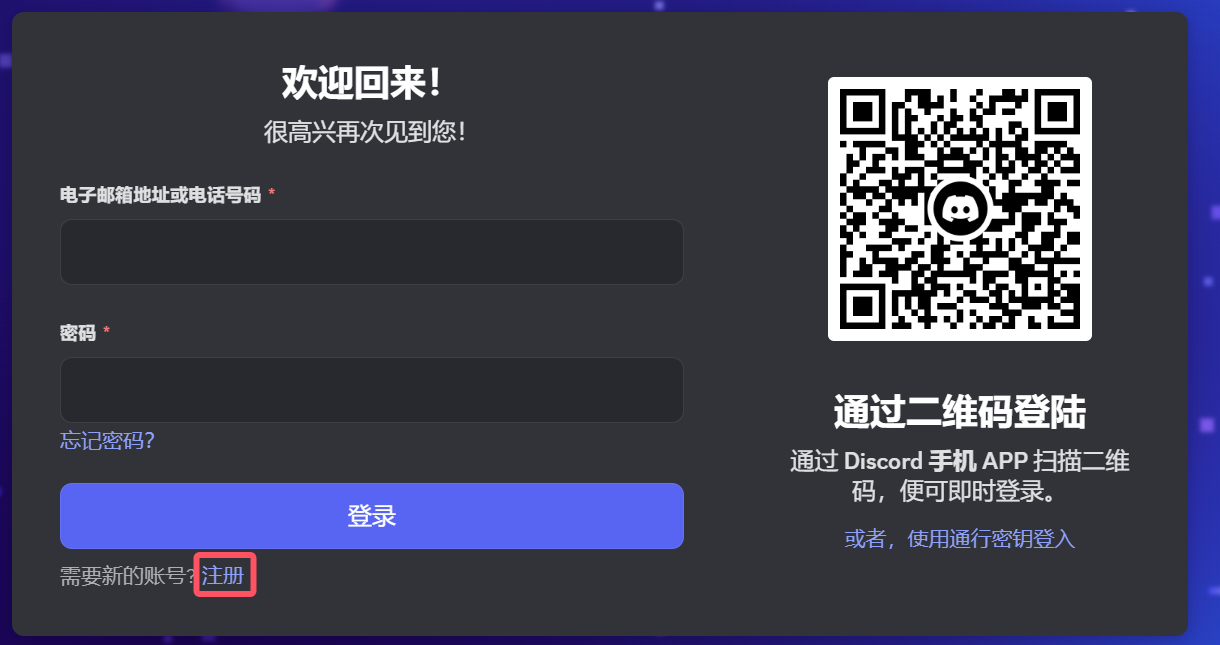 欢迎回来！
很高兴再次见到您！
电子邮箱地址或电话号码 *
密码 *
忘记密码？
登录
需要新的账号？注册
通过二维码登陆
通过 Discord 手机 APP 扫描二维
码，便可即时登录。
或者，使用通行密钥登入